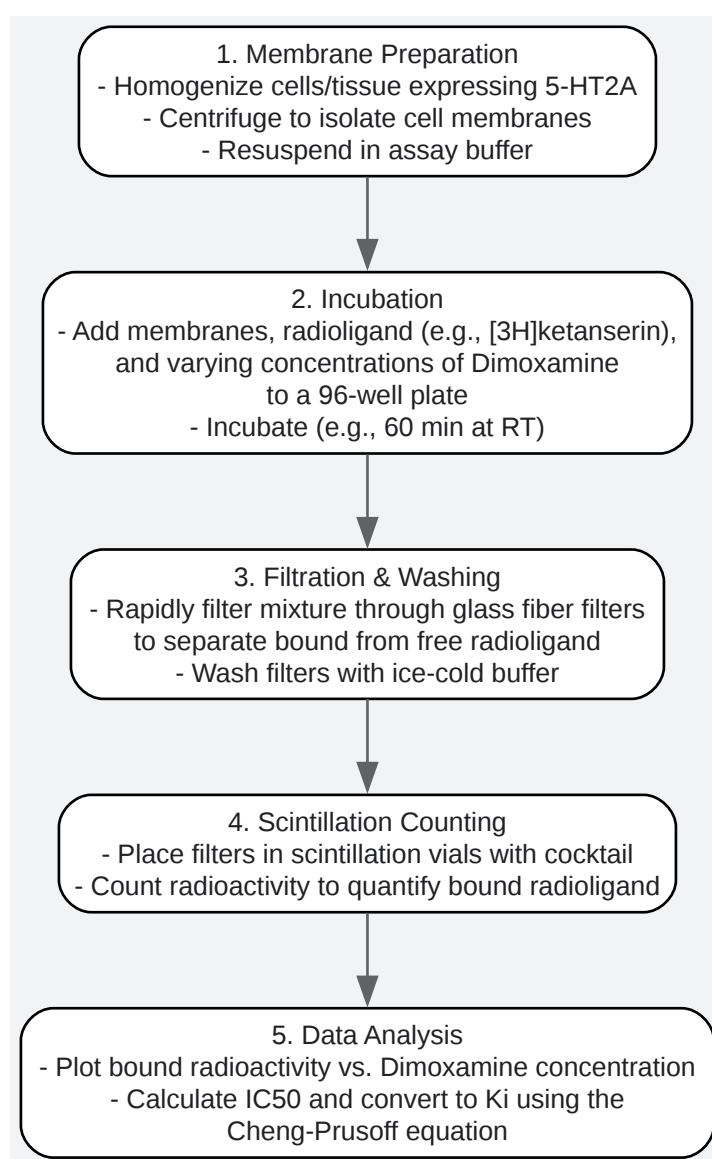 1. Membrane Preparation
- Homogenize cells/tissue expressing 5-HT2A
- Centrifuge to isolate cell membranes
- Resuspend in assay buffer
2. Incubation
- Add membranes, radioligand (e.g., [3H]ketanserin),
and varying concentrations of Dimoxamine
to a 96-well plate
- Incubate (e.g., 60 min at RT)
3. Filtration & Washing
- Rapidly filter mixture through glass fiber filters
to separate bound from free radioligand
- Wash filters with ice-cold buffer
4. Scintillation Counting
- Place filters in scintillation vials with cocktail
- Count radioactivity to quantify bound radioligand
5. Data Analysis
- Plot bound radioactivity vs. Dimoxamine concentration
- Calculate IC50 and convert to Ki using the
Cheng-Prusoff equation